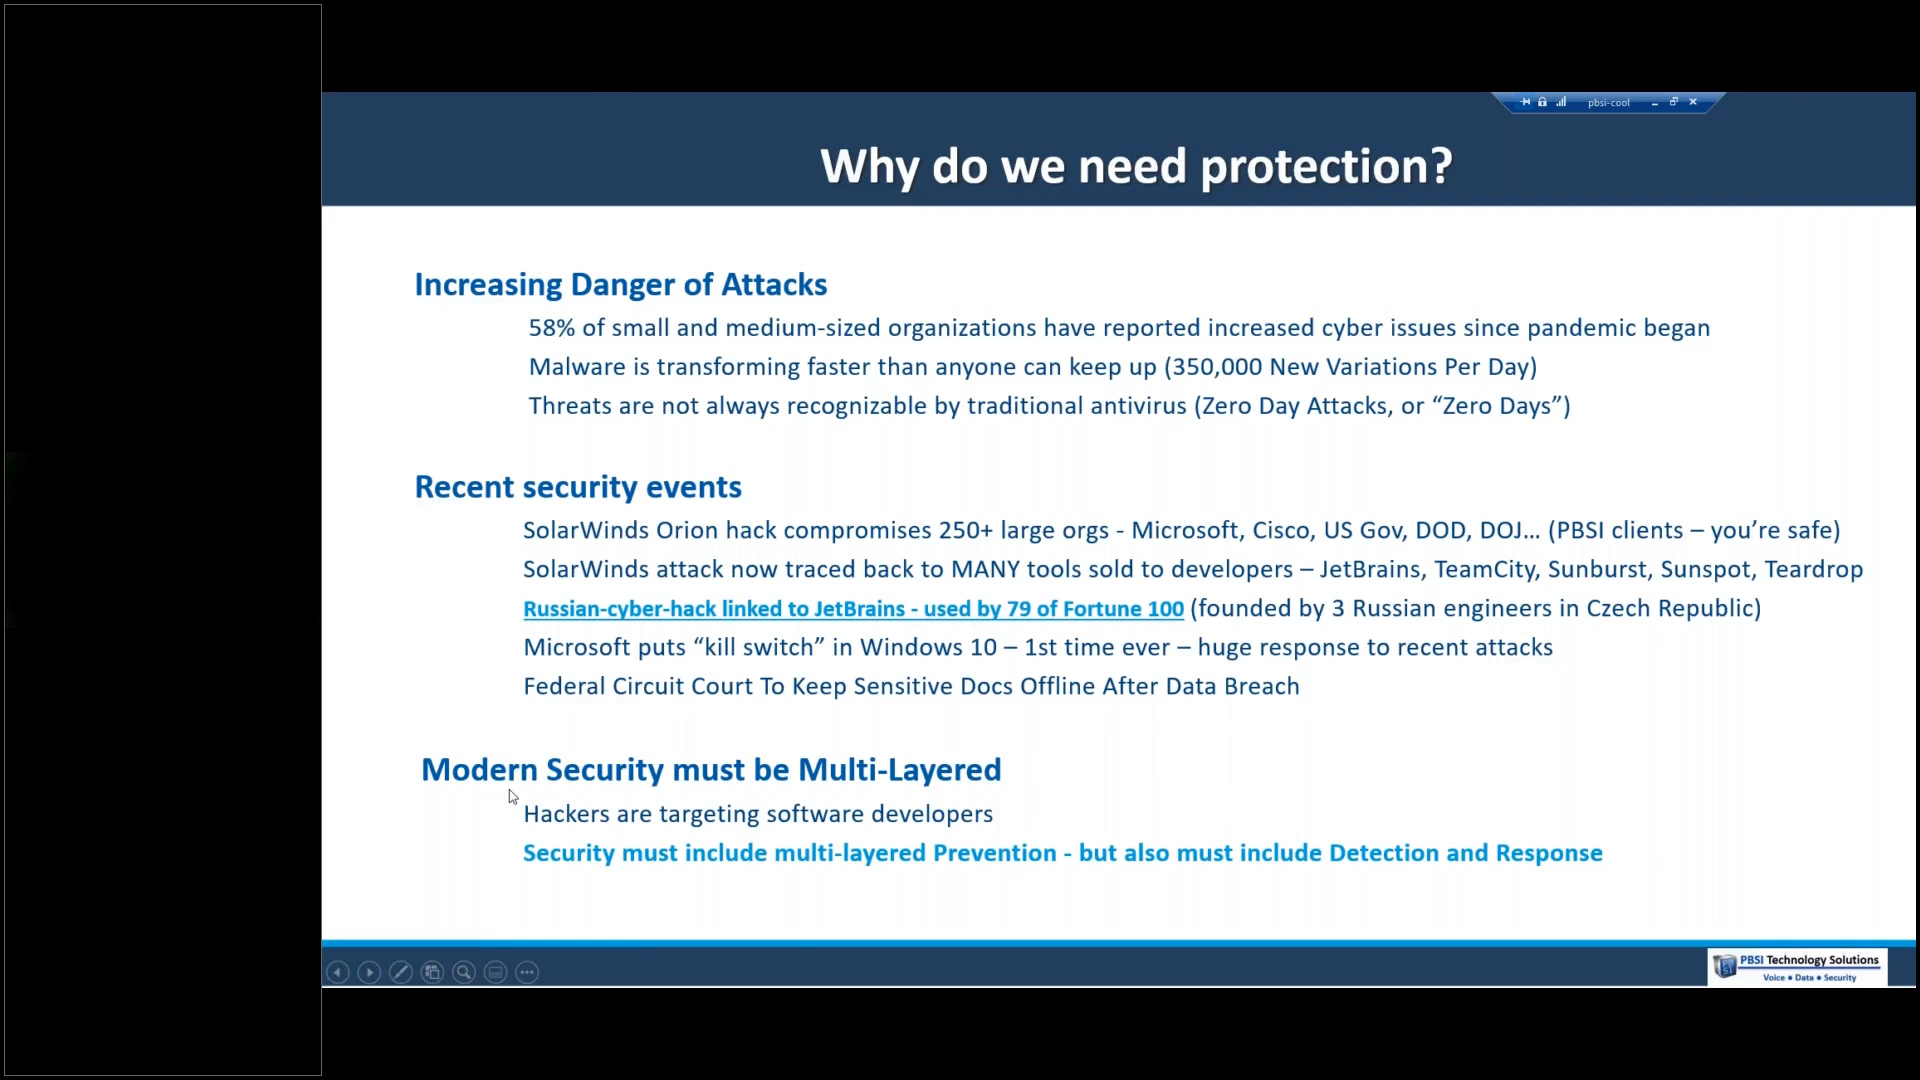 pbsi-cool
Why do we need protection?
Increasing Danger of Attacks
58% of small and medium-sized organizations have reported increased cyber issues since pandemic began
Malware is transforming faster than anyone can keep up (350,000 New Variations Per Day)
Threats are not always recognizable by traditional antivirus (Zero Day Attacks, or “Zero Days”)
Recent security events
SolarWinds Orion hack compromises 250+ large orgs - Microsoft, Cisco, US Gov, DOD, DOJ… (PBSI clients – you’re safe)
SolarWinds attack now traced back to MANY tools sold to developers – JetBrains, TeamCity, Sunburst, Sunspot, Teardrop
Russian-cyber-hack linked to JetBrains - used by 79 of Fortune 100 (founded by 3 Russian engineers in Czech Republic)
Microsoft puts “kill switch” in Windows 10 – 1st time ever – huge response to recent attacks
Federal Circuit Court To Keep Sensitive Docs Offline After Data Breach
Modern Security must be Multi-Layered
Hackers are targeting software developers
Security must include multi-layered Prevention - but also must include Detection and Response
PBSI Technology Solutions
Voice • Data • Security